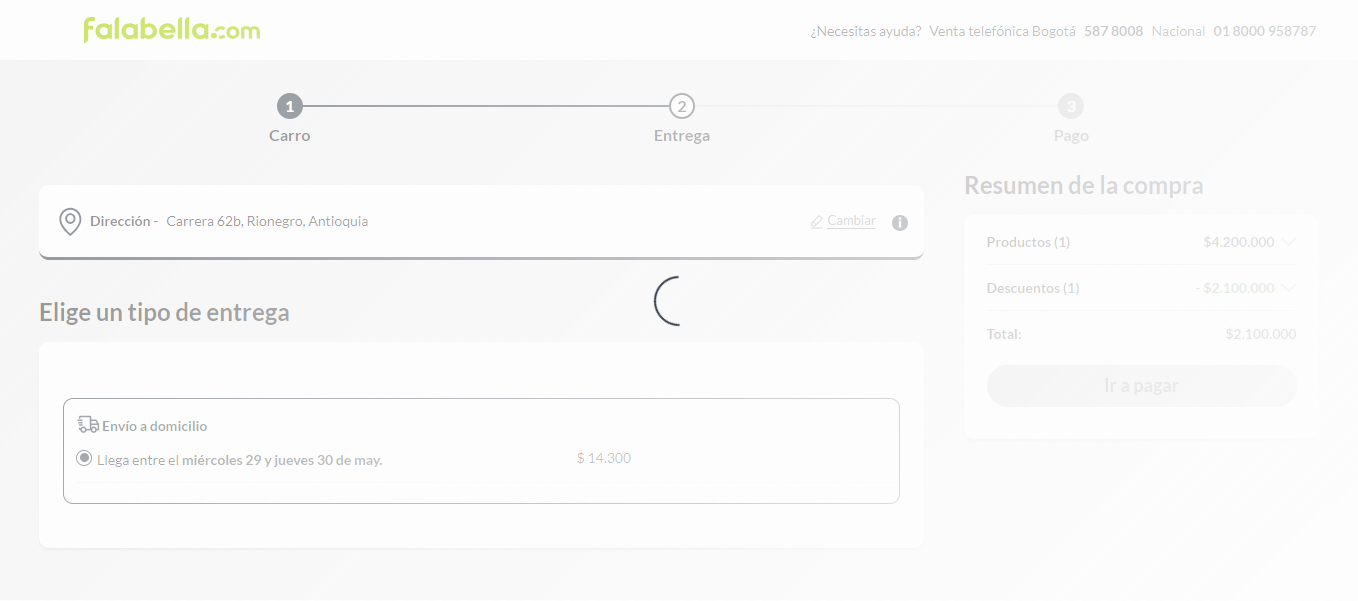 falabella.com
¿Necesitas ayuda? Venta telefónica Bogotá 587 8008 Nacional 01 8000 958787
1 2 3
Carro Entrega Pago
Dirección - Carrera 62b, Rionegro, Antioquia Cambiar
Elige un tipo de entrega
Envío a domicilio
Llega entre el miércoles 29 y jueves 30 de may. $ 14.300
Resumen de la compra
Productos (1) $4.200.000
Descuentos (1) - $2.100.000
Total: $2.100.000
Ir a pagar